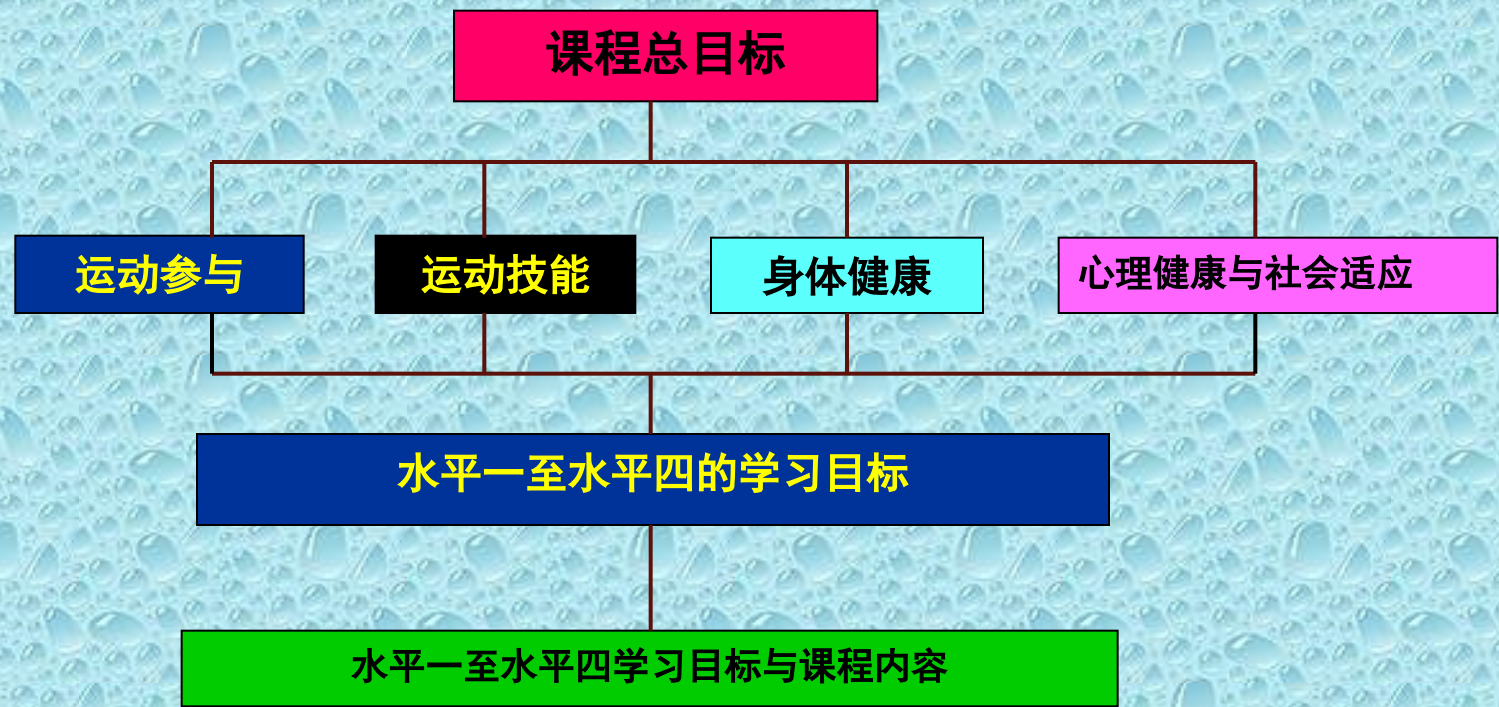 课程总目标
运动参与
运动技能
身体健康
心理健康与社会适应
水平一至水平四的学习目标
水平一至水平四学习目标与课程内容